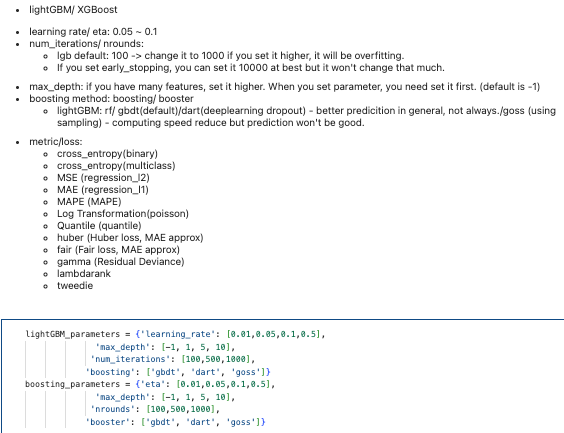 lightGBM/ XGBoost
learning rate/ eta: 0.05 ~ 0.1
num_iterations/ nrounds:
lgb default: 100 -> change it to 1000 if you set it higher, it will be overfitting.
If you set early_stopping, you can set it 10000 at best but it won't change that much.
max_depth: if you have many features, set it higher. When you set parameter, you need set it first. (default is -1)
boosting method: boosting/ booster
lightGBM: rf/ gbdt(default)/dart(deeplearning dropout) - better predicition in general, not always./goss (using
sampling) - computing speed reduce but prediction won't be good.
metric/loss:
cross_entropy(binary)
cross_entropy(multiclass)
MSE (regression_l2)
MAE (regression_l1)
MAPE (MAPE)
Log Transformation(poisson)
Quantile (quantile)
huber (Huber loss, MAE approx)
fair (Fair loss, MAE approx)
gamma (Residual Deviance)
lambdarank
tweedie
lightGBM_parameters = {'learning_rate': [0.01,0.05,0.1,0.5],
'max_depth': [-1, 1, 5, 10],
'num_iterations': [100,500,1000],
'boosting': ['gbdt', 'dart', 'goss']}
boosting_parameters = {'eta': [0.01,0.05,0.1,0.5],
'max_depth': [-1, 1, 5, 10],
'nrounds': [100,500,1000],
'booster': ['gbdt', 'dart', 'goss']}